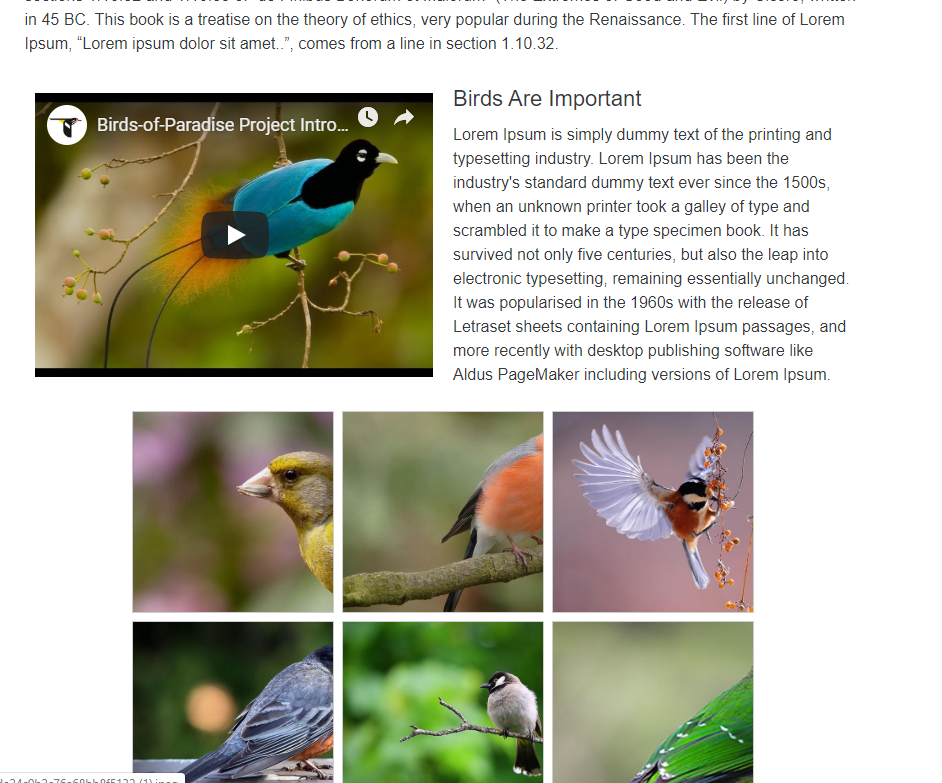 in 45 BC. This book is a treatise on the theory of ethics, very popular during the Renaissance. The first line of Lorem
Ipsum, “Lorem ipsum dolor sit amet..”, comes from a line in section 1.10.32.
Birds-of-Paradise Project Intro...
Birds Are Important
Lorem Ipsum is simply dummy text of the printing and
typesetting industry. Lorem Ipsum has been the
industry's standard dummy text ever since the 1500s,
when an unknown printer took a galley of type and
scrambled it to make a type specimen book. It has
survived not only five centuries, but also the leap into
electronic typesetting, remaining essentially unchanged.
It was popularised in the 1960s with the release of
Letraset sheets containing Lorem Ipsum passages, and
more recently with desktop publishing software like
Aldus PageMaker including versions of Lorem Ipsum.